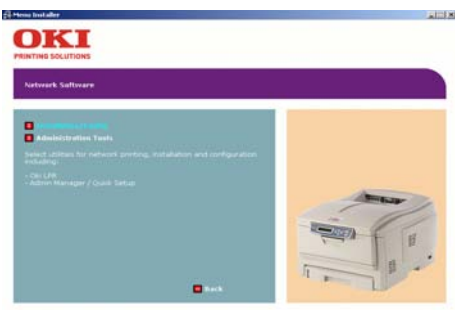 Menu Installer
OKI
PRINTING SOLUTIONS
Network Software
Administration Tools
Select utilities for network printing, installation and configuration
including:
- Oki LPR
- Admin Manager / Quick Setup
Back